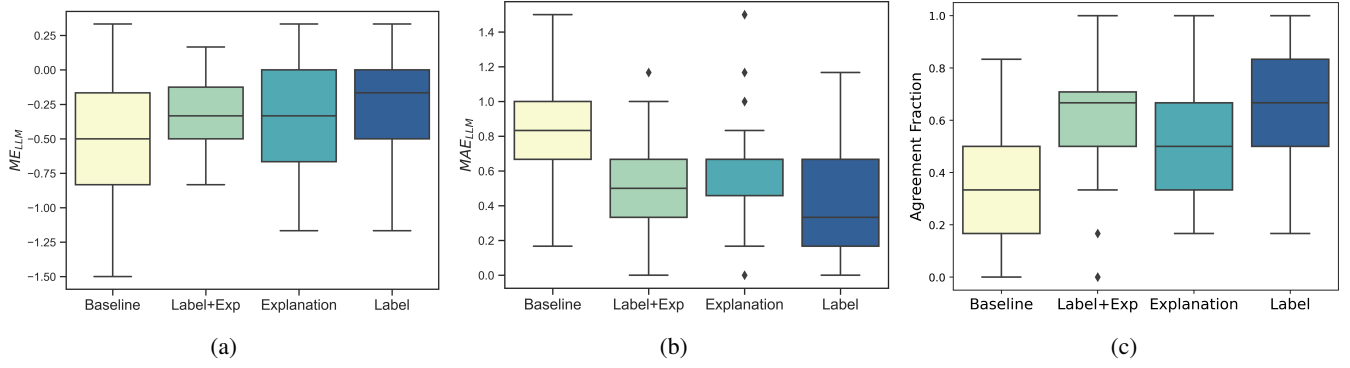 ME_LLM
0.25
0.00
−0.25
−0.50
−0.75
−1.00
−1.25
−1.50
Baseline Label+Exp Explanation Label
(a)
MAE_LLM
1.4
1.2
1.0
0.8
0.6
0.4
0.2
0.0
Baseline Label+Exp Explanation Label
(b)
Agreement Fraction
1.0
0.8
0.6
0.4
0.2
0.0
Baseline Label+Exp Explanation Label
(c)